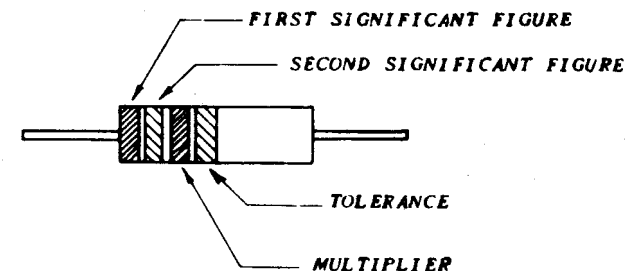 FIRST SIGNIFICANT FIGURE
SECOND SIGNIFICANT FIGURE
TOLERANCE
MULTIPLIER